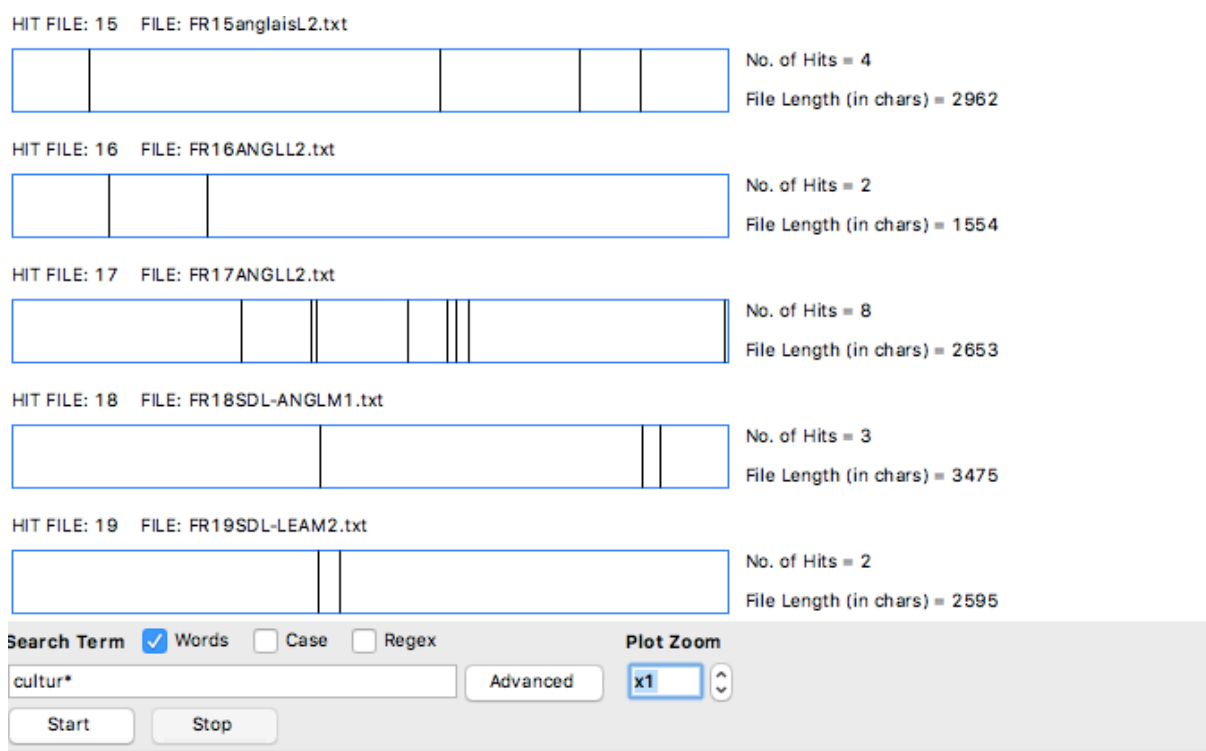 HIT FILE: 15 FILE: FR15anglaisL2.txt
No. of Hits = 4
File Length (in chars) = 2962
HIT FILE: 16 FILE: FR16ANGLL2.txt
No. of Hits = 2
File Length (in chars) = 1554
HIT FILE: 17 FILE: FR17ANGLL2.txt
No. of Hits = 8
File Length (in chars) = 2653
HIT FILE: 18 FILE: FR18SDL-ANGLM1.txt
No. of Hits = 3
File Length (in chars) = 3475
HIT FILE: 19 FILE: FR19SDL-LEAM2.txt
No. of Hits = 2
File Length (in chars) = 2595
Search Term Words Case Regex Plot Zoom
cultur* Advanced x1
Start Stop